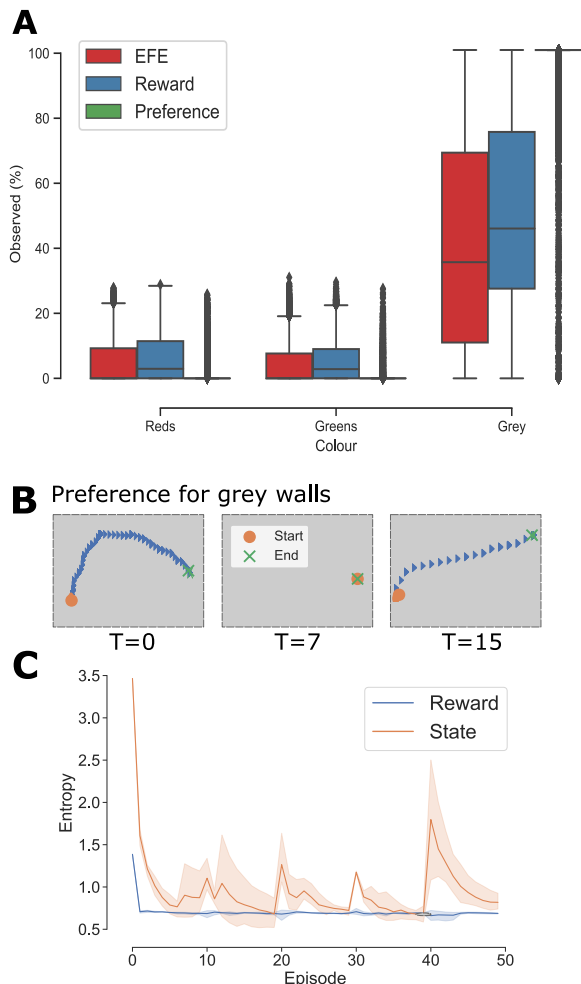 A
EFE
Reward
Preference
100
80
60
40
20
0
Observed (%)
Reds
Greens
Grey
Colour
B Preference for grey walls
Start
End
T=0
T=7
T=15
C
Reward
State
3.5
3.0
2.5
2.0
1.5
1.0
0.5
Entropy
0
10
20
30
40
50
Episode